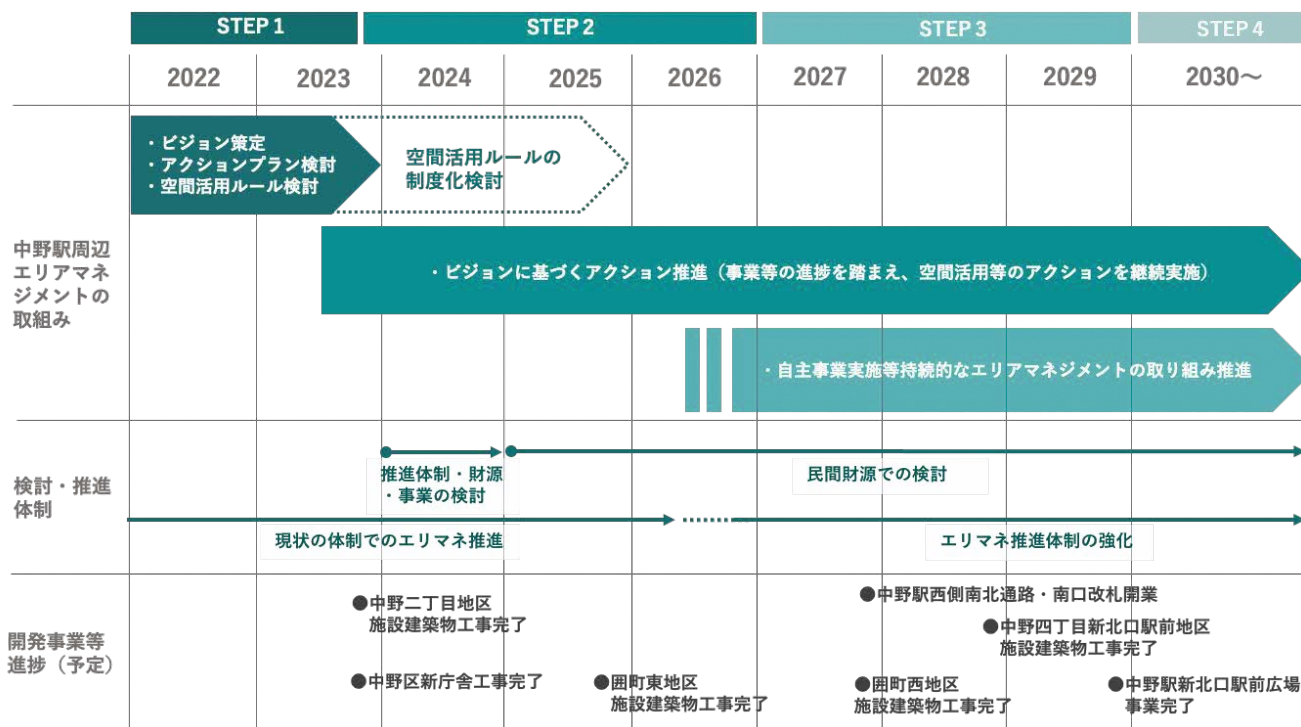 STEP 1
STEP 2
STEP 3
STEP 4
2022
2023
2024
2025
2026
2027
2028
2029
2030〜
中野駅周辺
エリアマネ
ジメントの
取組み
・ビジョン策定
・アクションプラン検討
・空間活用ルール検討
空間活用ルールの
制度化検討
・ビジョンに基づくアクション推進（事業等の進捗を踏まえ、空間活用等のアクションを継続実施）
・自主事業実施等持続的なエリアマネジメントの取り組み推進
検討・推進
体制
推進体制・財源
・事業の検討
民間財源での検討
現状の体制でのエリマネ推進
エリマネ推進体制の強化
開発事業等
進捗（予定）
●中野二丁目地区
施設建築物工事完了
●中野区新庁舎工事完了
●囲町東地区
施設建築物工事完了
●中野駅西側南北通路・南口改札開業
●中野四丁目新北口駅前地区
施設建築物工事完了
●囲町西地区
施設建築物工事完了
●中野駅新北口駅前広場
事業完了